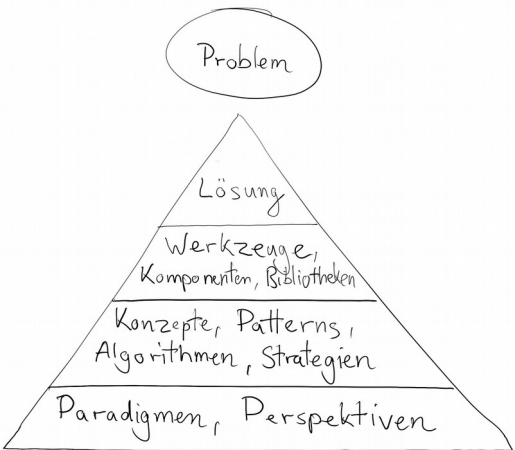 Problem
Lösung
Werkzeuge,
Komponenten, Bibliotheken
Konzepte, Patterns,
Algorithmen, Strategien
Paradigmen, Perspektiven